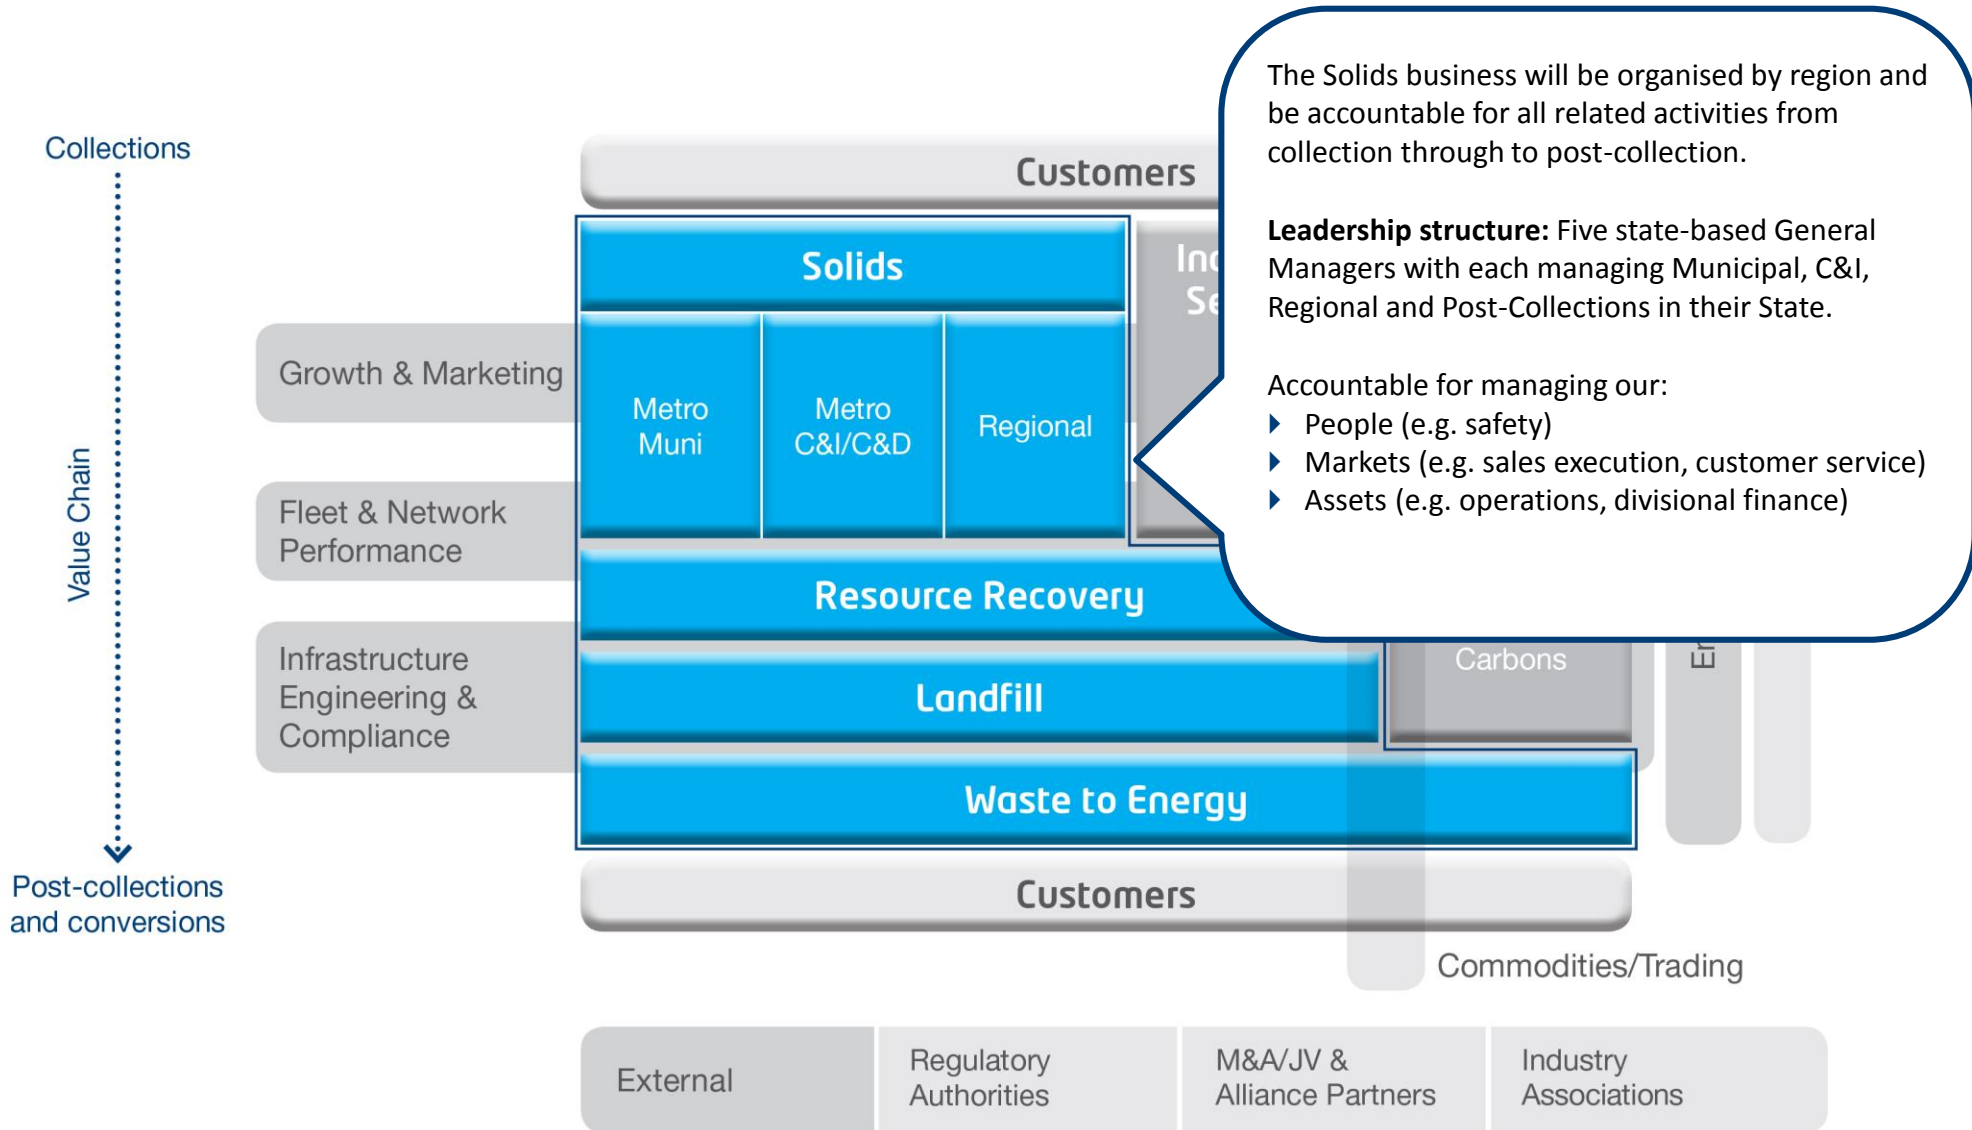 The Solids business will be organised by region and
be accountable for all related activities from
collection through to post-collection.
Leadership structure: Five state-based General
Managers with each managing Municipal, C&I,
Regional and Post-Collections in their State.
Accountable for managing our:
People (e.g. safety)
Markets (e.g. sales execution, customer service)
Assets (e.g. operations, divisional finance)
Collections
Value Chain
Post-collections
and conversions
Customers
Solids
Growth & Marketing
Metro
Muni
Metro
C&I/C&D
Regional
Fleet & Network
Performance
Resource Recovery
Infrastructure
Engineering &
Compliance
Landfill
Carbons
Waste to Energy
Customers
Commodities/Trading
External
Regulatory
Authorities
M&A/JV &
Alliance Partners
Industry
Associations